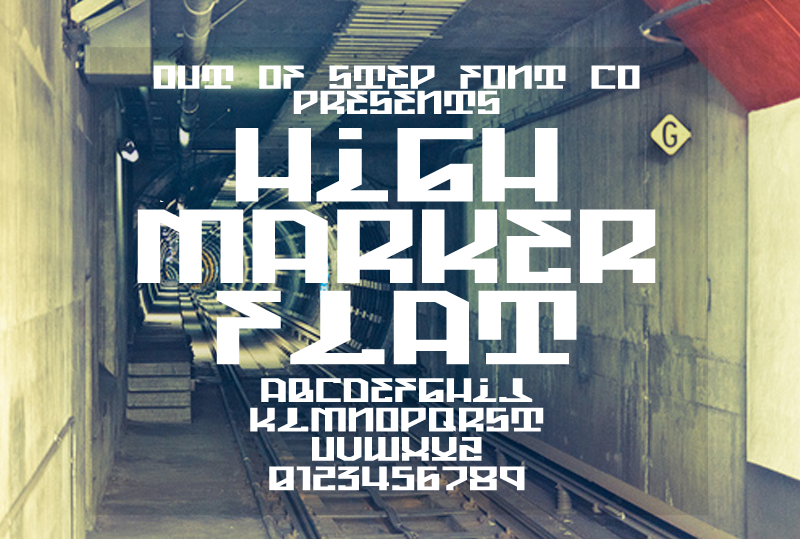 OUT OF STEP FONT CO
PRESENTS
HIGH
MARKER
FLAT
G
ABCDEFGHIJ
KLMNOPQRST
UVWXYZ
0123456789